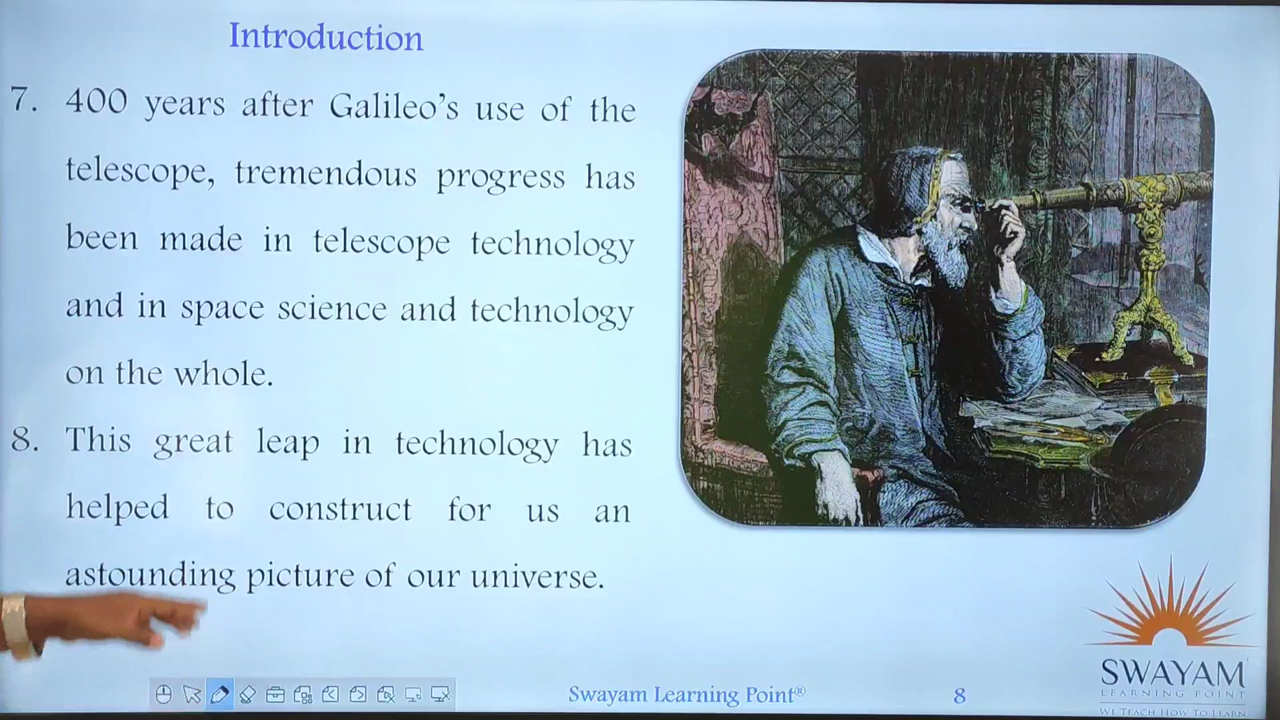 Introduction
7. 400 years after Galileo's use of the
telescope, tremendous progress has
been made in telescope technology
and in space science and technology
on the whole.
8. This great leap in technology has
helped to construct for us an
astounding picture of our universe.
Swayam Learning Point®
8
SWAYAM
LEARNING POINT
WE TEACH HOW TO LEARN